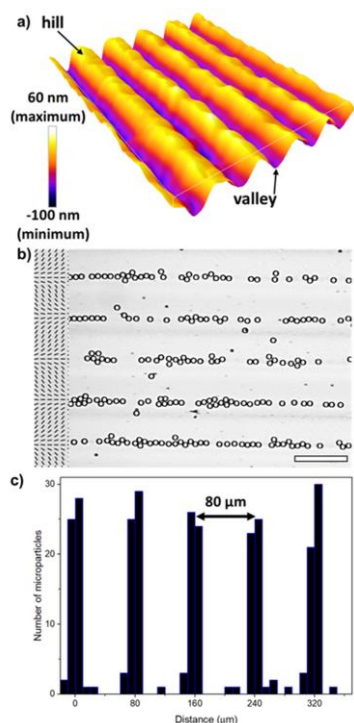 a)
hill
60 nm
(maximum)
-100 nm
(minimum)
valley
b)
c)
30
20
10
0
Number of microparticles
80 μm
0 80 160 240 320
Distance (μm)